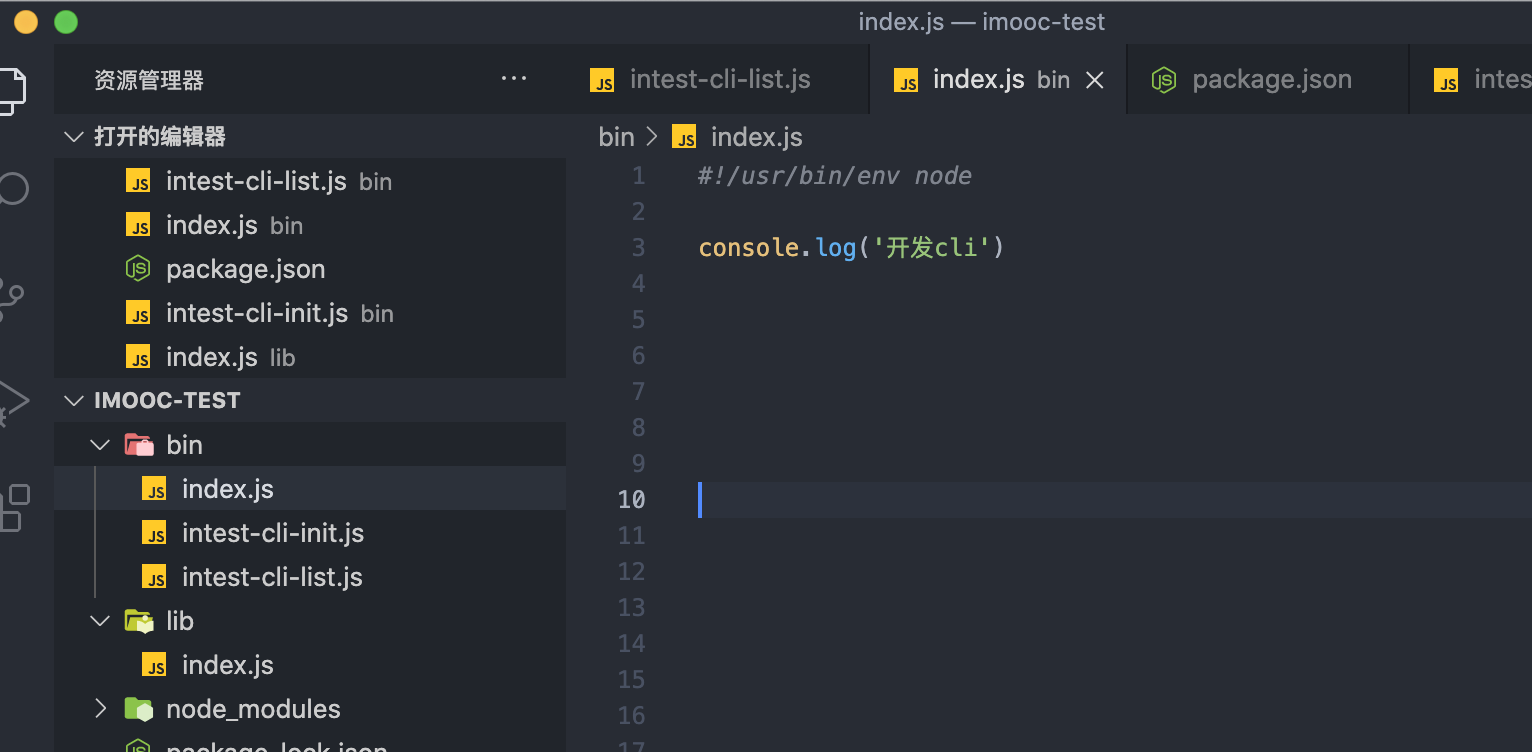 index.js — imooc-test
资源管理器 ···
intest-cli-list.js
index.js bin
package.json
intes
打开的编辑器
intest-cli-list.js bin
index.js bin
package.json
intest-cli-init.js bin
index.js lib
IMOOC-TEST
bin
index.js
intest-cli-init.js
intest-cli-list.js
lib
index.js
node_modules
package-lock.json
bin > index.js
1 #!/usr/bin/env node
2
3 console.log('开发cli')
4
5
6
7
8
9
10
11
12
13
14
15
16
17